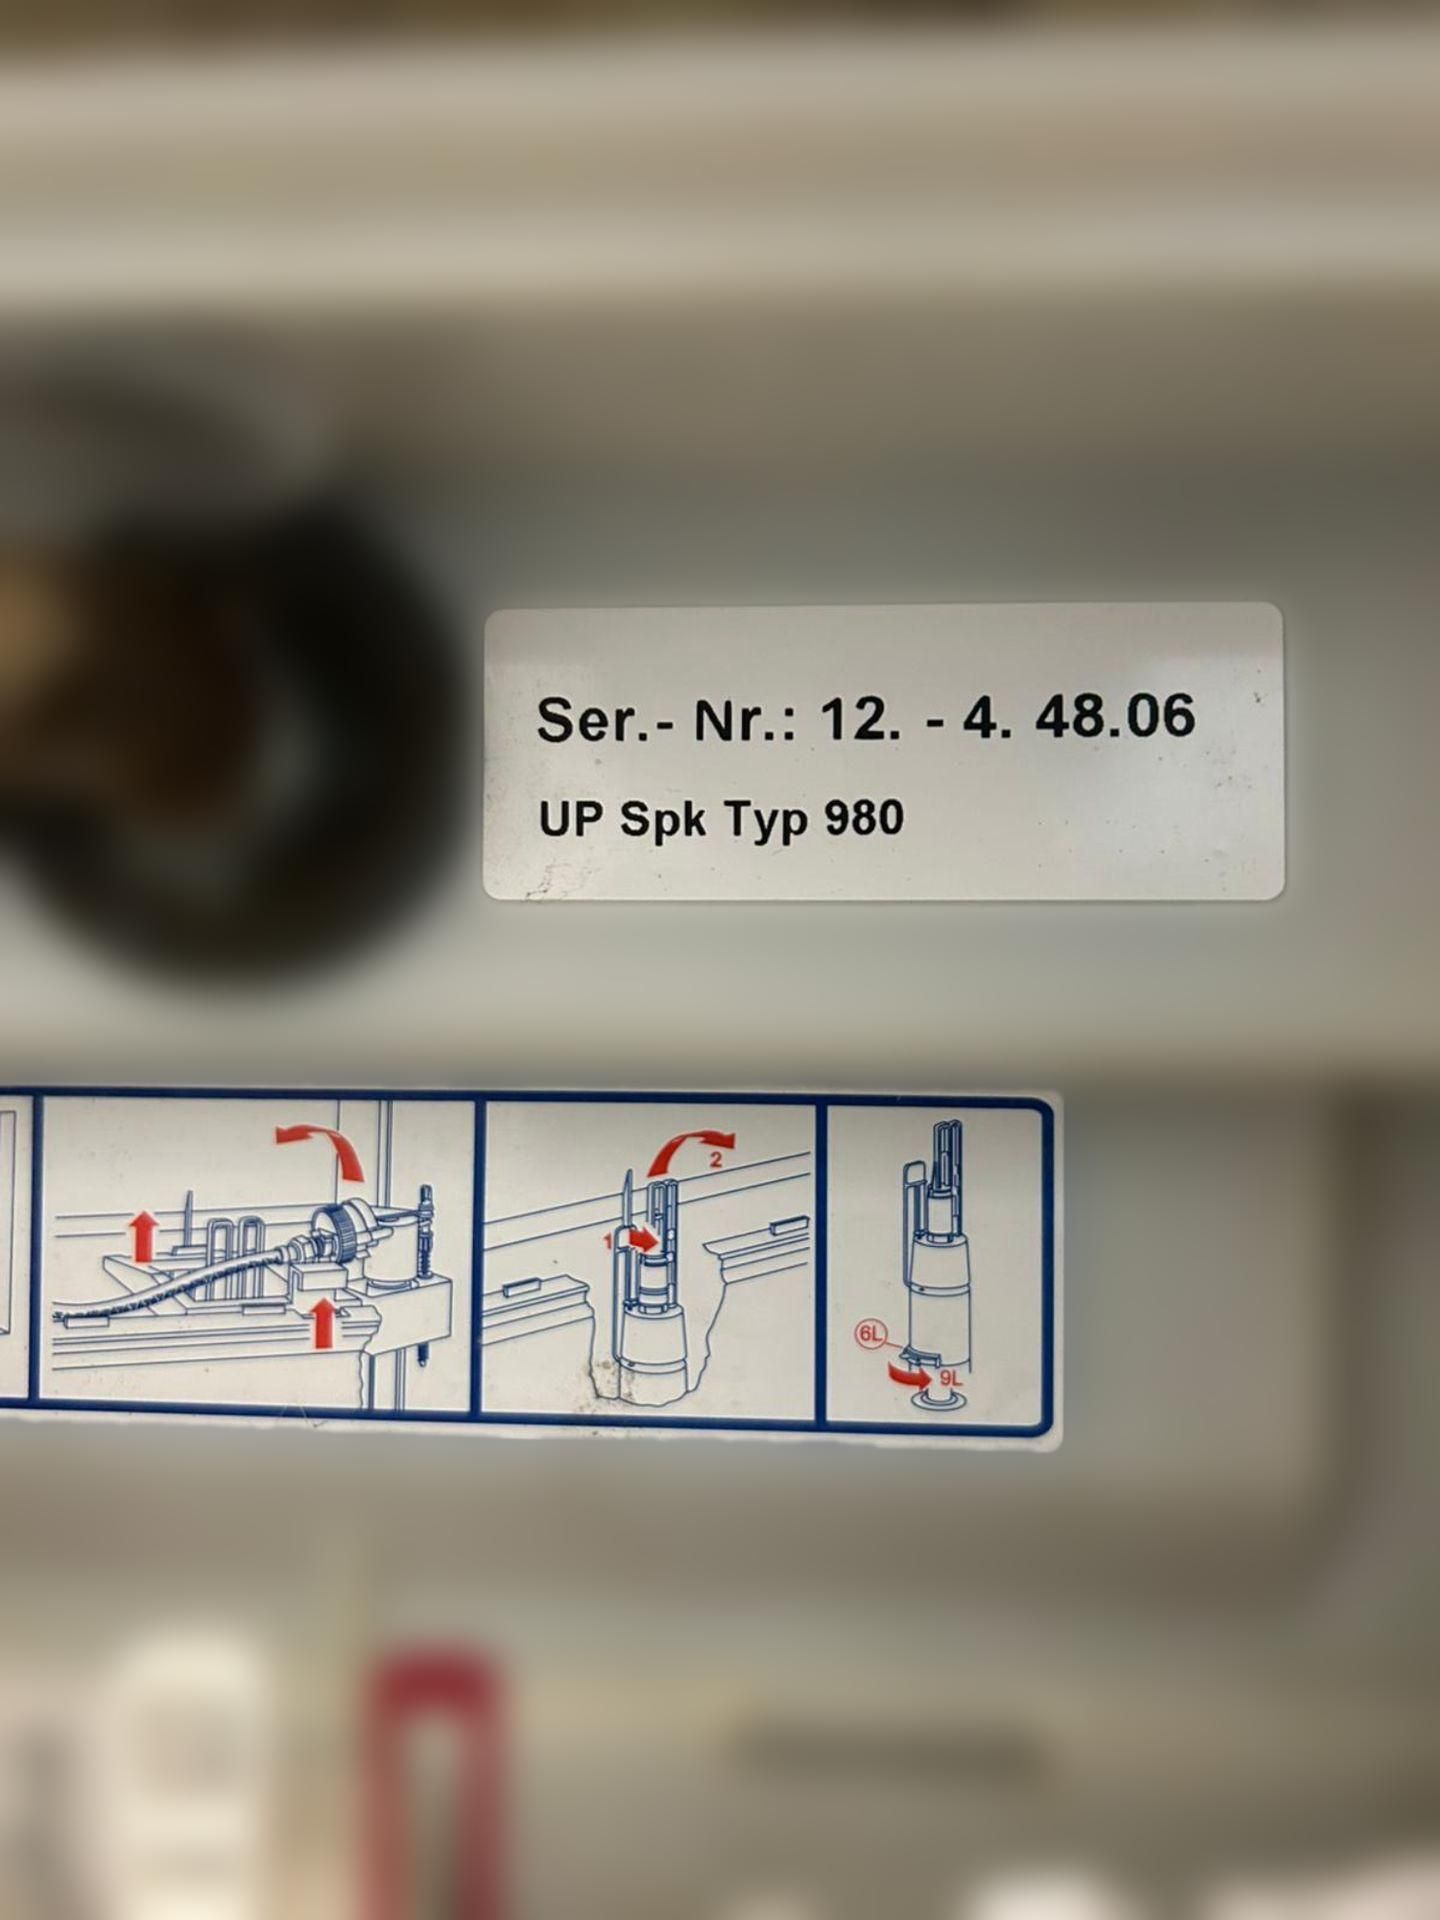 Ser.- Nr.: 12. - 4. 48.06
UP Spk Typ 980
2
1
6L
9L